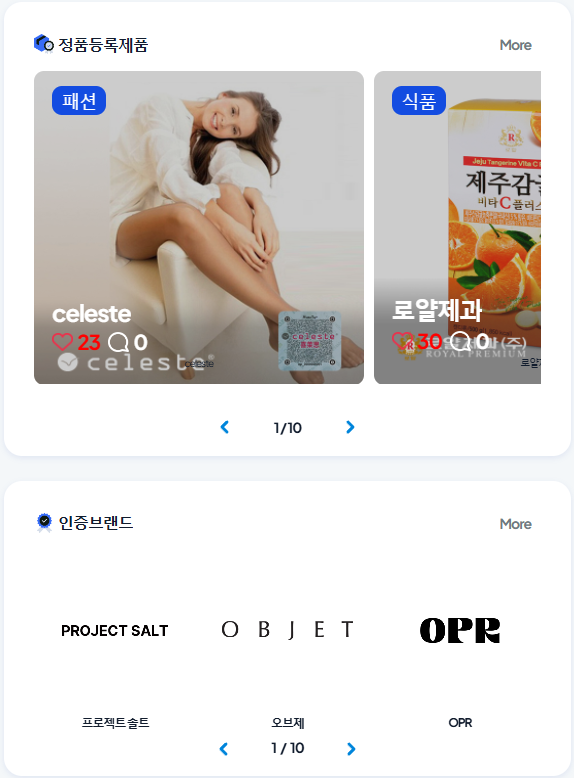 정품등록제품
More
패션
celeste
23
0
celeste
celeste
식품
Jeju Tangerine Vita C
제주감귤
비타C플러스
로얄제과
30
0
(주)
ROYAL PREMIUM
1/10
인증브랜드
More
PROJECT SALT
OBJET
OPR
프로젝트솔트
오브제
OPR
1 / 10